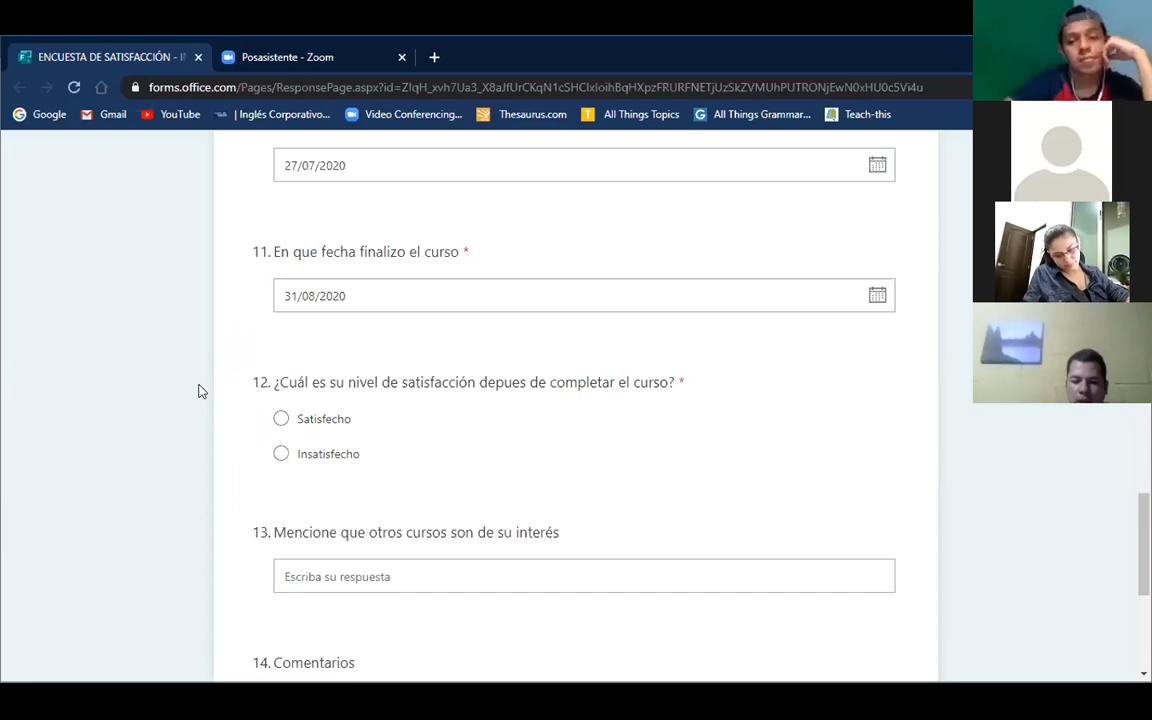 ENCUESTA DE SATISFACCIÓN - I
Posasistente - Zoom
forms.office.com/Pages/ResponsePage.aspx?id=ZIqH_xvh7Ua3_X8aJfUrCKqN1cSHClxIoihBqHXpzFRURFNETjUzSkZVMUhPUTRONjEwN0xHU0c5Vi4u
Google
Gmail
YouTube
| Inglés Corporativo...
Video Conferencing...
Thesaurus.com
All Things Topics
All Things Grammar...
Teach-this
27/07/2020
11. En que fecha finalizo el curso *
31/08/2020
12. ¿Cuál es su nivel de satisfacción depues de completar el curso? *
Satisfecho
Insatisfecho
13. Mencione que otros cursos son de su interés
Escriba su respuesta
14. Comentarios